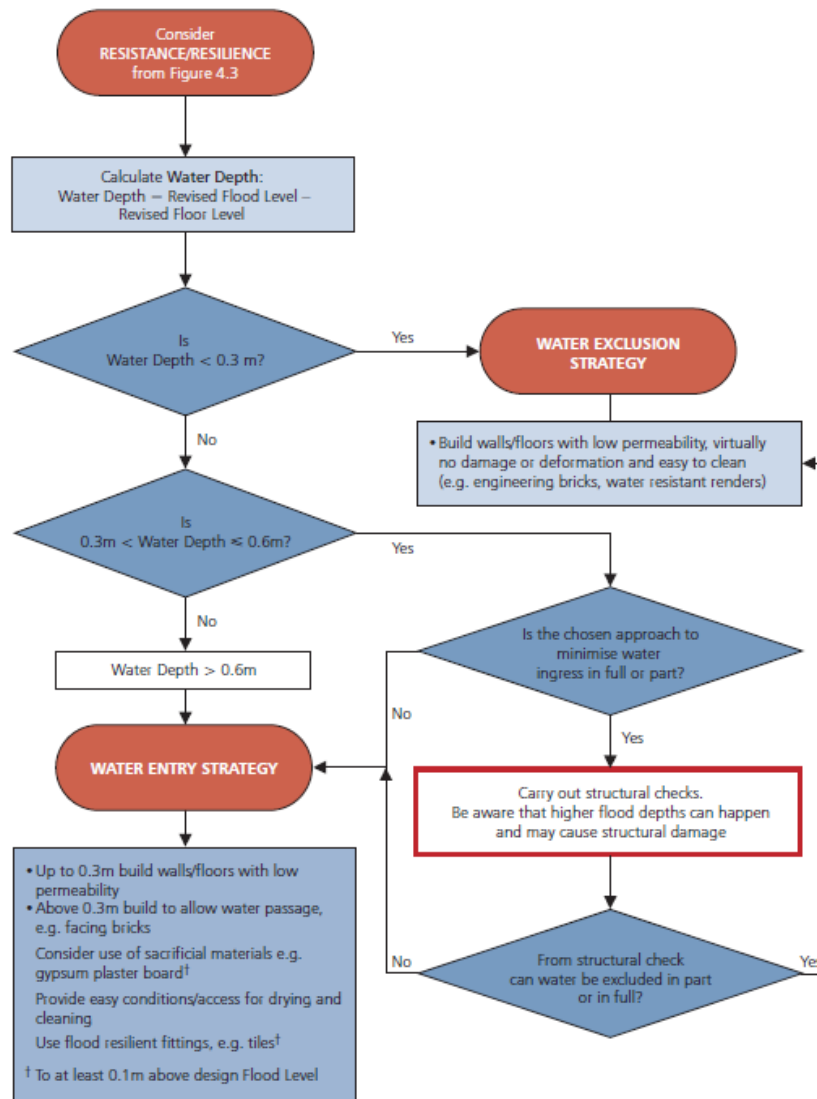 Consider
RESISTANCE/RESILIENCE
from Figure 4.3
Calculate Water Depth:
Water Depth = Revised Flood Level –
Revised Floor Level
Is
Water Depth < 0.3 m?
Yes
WATER EXCLUSION
STRATEGY
No
• Build walls/floors with low permeability, virtually
no damage or deformation and easy to clean
(e.g. engineering bricks, water resistant renders)
Is
0.3m < Water Depth ⩽ 0.6m?
Yes
No
Water Depth > 0.6m
Is the chosen approach to
minimise water
ingress in full or part?
No
Yes
WATER ENTRY STRATEGY
Carry out structural checks.
Be aware that higher flood depths can happen
and may cause structural damage
• Up to 0.3m build walls/floors with low
permeability
• Above 0.3m build to allow water passage,
e.g. facing bricks
Consider use of sacrificial materials e.g.
gypsum plaster board†
Provide easy conditions/access for drying and
cleaning
Use flood resilient fittings, e.g. tiles†
† To at least 0.1m above design Flood Level
From structural check
can water be excluded in part
or in full?
No
Yes